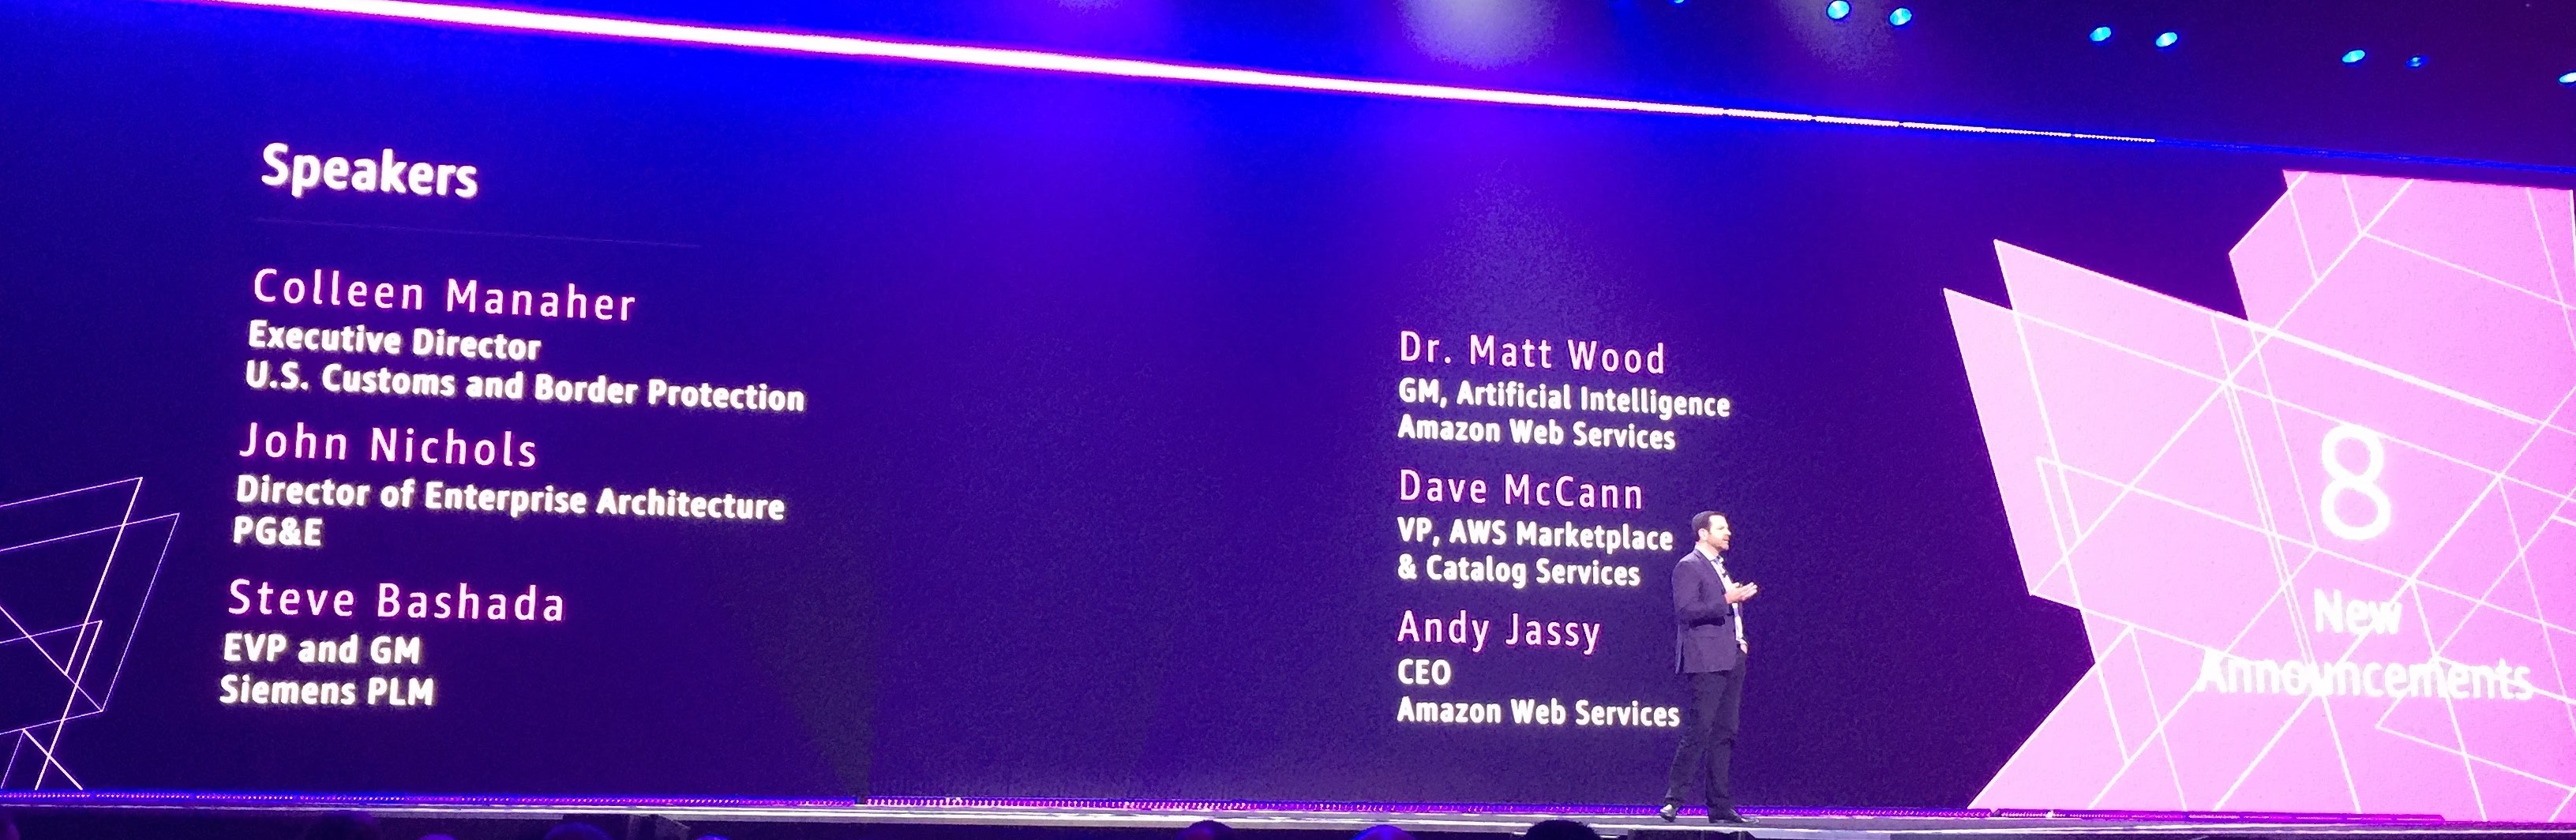 Speakers
Colleen Manaher
Executive Director
U.S. Customs and Border Protection
John Nichols
Director of Enterprise Architecture
PG&E
Steve Bashada
EVP and GM
Siemens PLM
Dr. Matt Wood
GM, Artificial Intelligence
Amazon Web Services
Dave McCann
VP, AWS Marketplace
& Catalog Services
Andy Jassy
CEO
Amazon Web Services
8
New
Announcements